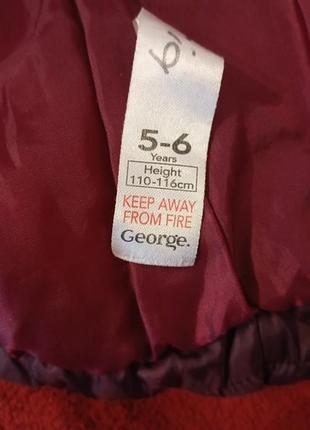 5-6
Years
Height
110-116cm
KEEP AWAY
FROM FIRE
George.